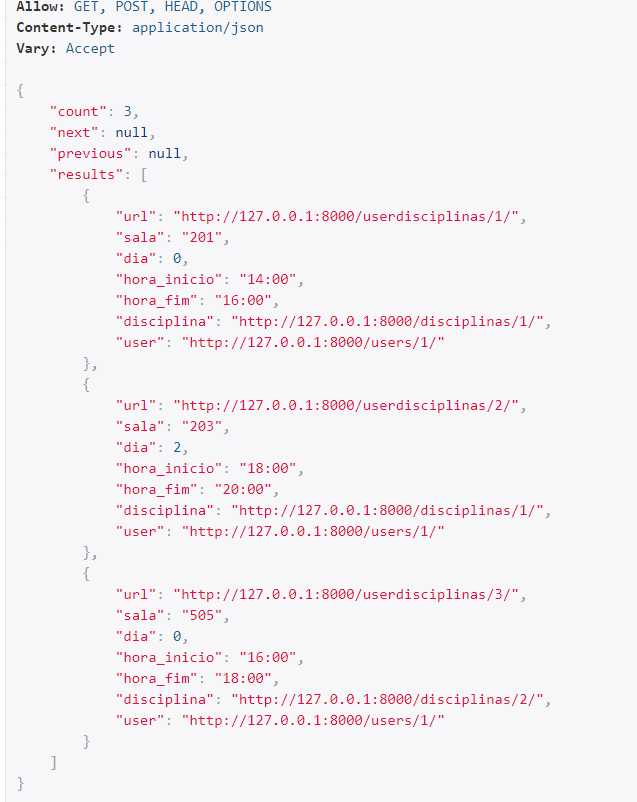 Allow: GET, POST, HEAD, OPTIONS
Content-Type: application/json
Vary: Accept
{
    "count": 3,
    "next": null,
    "previous": null,
    "results": [
        {
            "url": "http://127.0.0.1:8000/userdisciplinas/1/",
            "sala": "201",
            "dia": 0,
            "hora_inicio": "14:00",
            "hora_fim": "16:00",
            "disciplina": "http://127.0.0.1:8000/disciplinas/1/",
            "user": "http://127.0.0.1:8000/users/1/"
        },
        {
            "url": "http://127.0.0.1:8000/userdisciplinas/2/",
            "sala": "203",
            "dia": 2,
            "hora_inicio": "18:00",
            "hora_fim": "20:00",
            "disciplina": "http://127.0.0.1:8000/disciplinas/1/",
            "user": "http://127.0.0.1:8000/users/1/"
        },
        {
            "url": "http://127.0.0.1:8000/userdisciplinas/3/",
            "sala": "505",
            "dia": 0,
            "hora_inicio": "16:00",
            "hora_fim": "18:00",
            "disciplina": "http://127.0.0.1:8000/disciplinas/2/",
            "user": "http://127.0.0.1:8000/users/1/"
        }
    ]
}